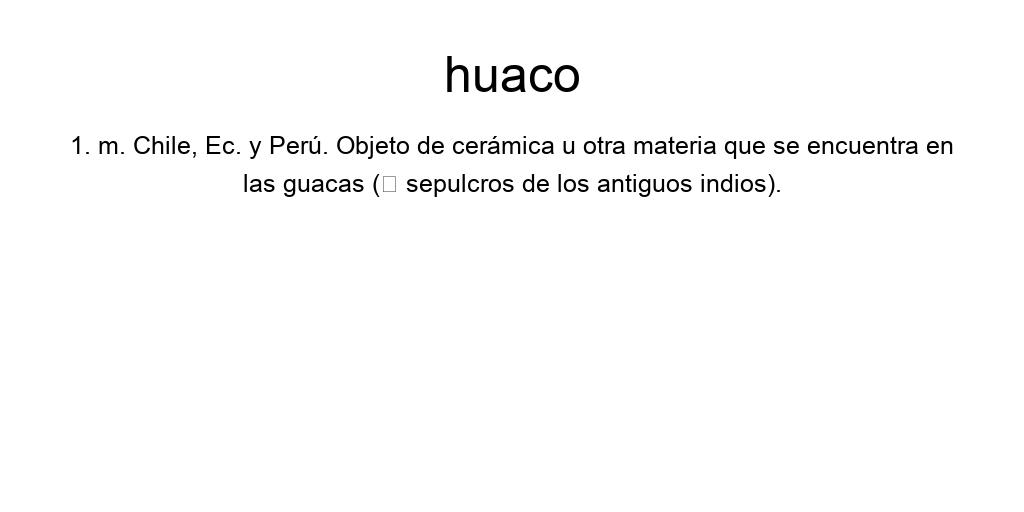 huaco
1. m. Chile, Ec. y Perú. Objeto de cerámica u otra materia que se encuentra en
las guacas (□ sepulcros de los antiguos indios).